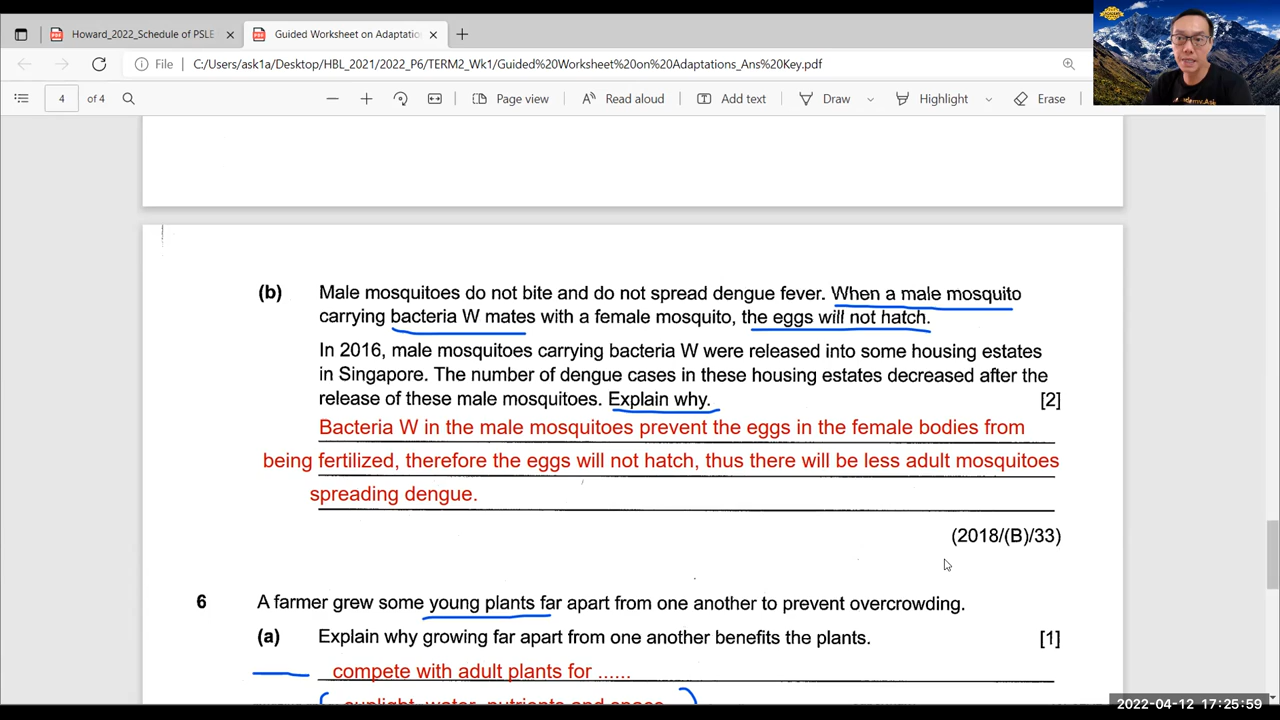 Howard_2022_Schedule of PSLE
Guided Worksheet on Adaptatio
File
C:/Users/ask1a/Desktop/HBL_2021/2022_P6/TERM2_Wk1/Guided%20Worksheet%20on%20Adaptations_Ans%20Key.pdf
4 of 4
Page view
Read aloud
Add text
Draw
Highlight
Erase
(b) Male mosquitoes do not bite and do not spread dengue fever. When a male mosquito
carrying bacteria W mates with a female mosquito, the eggs will not hatch.
In 2016, male mosquitoes carrying bacteria W were released into some housing estates
in Singapore. The number of dengue cases in these housing estates decreased after the
release of these male mosquitoes. Explain why. [2]
Bacteria W in the male mosquitoes prevent the eggs in the female bodies from
being fertilized, therefore the eggs will not hatch, thus there will be less adult mosquitoes
spreading dengue.
(2018/(B)/33)
6 A farmer grew some young plants far apart from one another to prevent overcrowding.
(a) Explain why growing far apart from one another benefits the plants. [1]
compete with adult plants for ......
sunlight, water, nutrients and space
2022-04-12 17:25:59